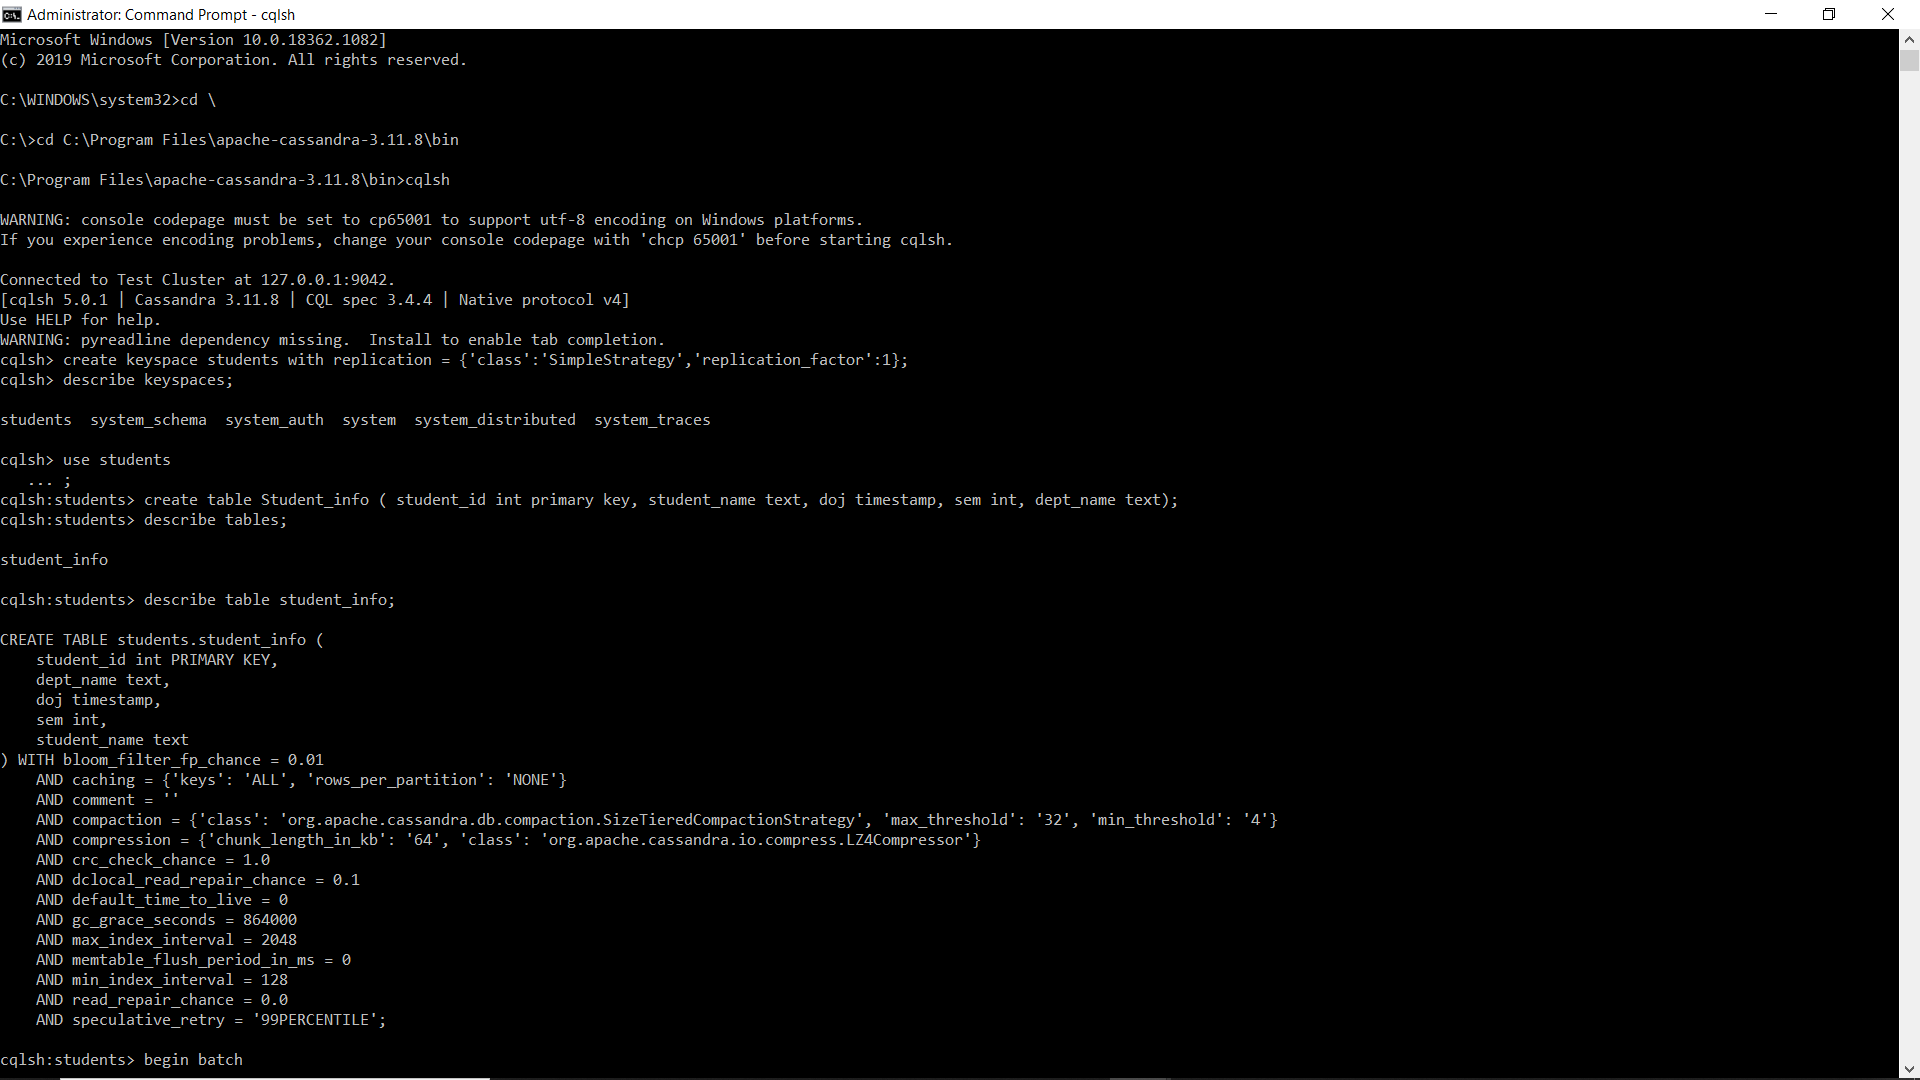 Administrator: Command Prompt - cqlsh
Microsoft Windows [Version 10.0.18362.1082]
(c) 2019 Microsoft Corporation. All rights reserved.
C:\WINDOWS\system32>cd \
C:\>cd C:\Program Files\apache-cassandra-3.11.8\bin
C:\Program Files\apache-cassandra-3.11.8\bin>cqlsh
WARNING: console codepage must be set to cp65001 to support utf-8 encoding on Windows platforms.
If you experience encoding problems, change your console codepage with 'chcp 65001' before starting cqlsh.
Connected to Test Cluster at 127.0.0.1:9042.
[cqlsh 5.0.1 | Cassandra 3.11.8 | CQL spec 3.4.4 | Native protocol v4]
Use HELP for help.
WARNING: pyreadline dependency missing.  Install to enable tab completion.
cqlsh> create keyspace students with replication = {'class':'SimpleStrategy','replication_factor':1};
cqlsh> describe keyspaces;
students  system_schema  system_auth  system  system_distributed  system_traces
cqlsh> use students
   ... ;
cqlsh:students> create table Student_info ( student_id int primary key, student_name text, doj timestamp, sem int, dept_name text);
cqlsh:students> describe tables;
student_info
cqlsh:students> describe table student_info;
CREATE TABLE students.student_info (
    student_id int PRIMARY KEY,
    dept_name text,
    doj timestamp,
    sem int,
    student_name text
) WITH bloom_filter_fp_chance = 0.01
    AND caching = {'keys': 'ALL', 'rows_per_partition': 'NONE'}
    AND comment = ''
    AND compaction = {'class': 'org.apache.cassandra.db.compaction.SizeTieredCompactionStrategy', 'max_threshold': '32', 'min_threshold': '4'}
    AND compression = {'chunk_length_in_kb': '64', 'class': 'org.apache.cassandra.io.compress.LZ4Compressor'}
    AND crc_check_chance = 1.0
    AND dclocal_read_repair_chance = 0.1
    AND default_time_to_live = 0
    AND gc_grace_seconds = 864000
    AND max_index_interval = 2048
    AND memtable_flush_period_in_ms = 0
    AND min_index_interval = 128
    AND read_repair_chance = 0.0
    AND speculative_retry = '99PERCENTILE';
cqlsh:students> begin batch